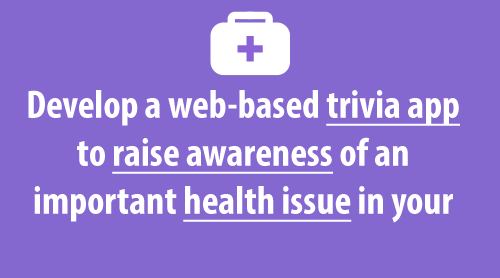 Develop a web-based trivia app
to raise awareness of an
important health issue in your